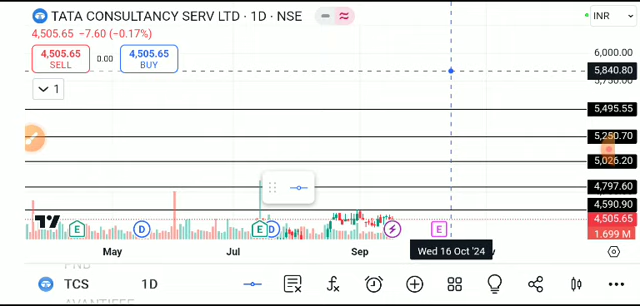 TATA CONSULTANCY SERV LTD · 1D · NSE
INR
4,505.65 −7.60 (−0.17%)
4,505.65 SELL
0.00
4,505.65 BUY
6,000.00
5,840.80
1
5,495.55
5,250.70
5,026.20
4,797.60
4,590.90
4,505.65
1.699 M
E
D
E
D
E
May
Jul
Sep
Wed 16 Oct '24
TCS
1D